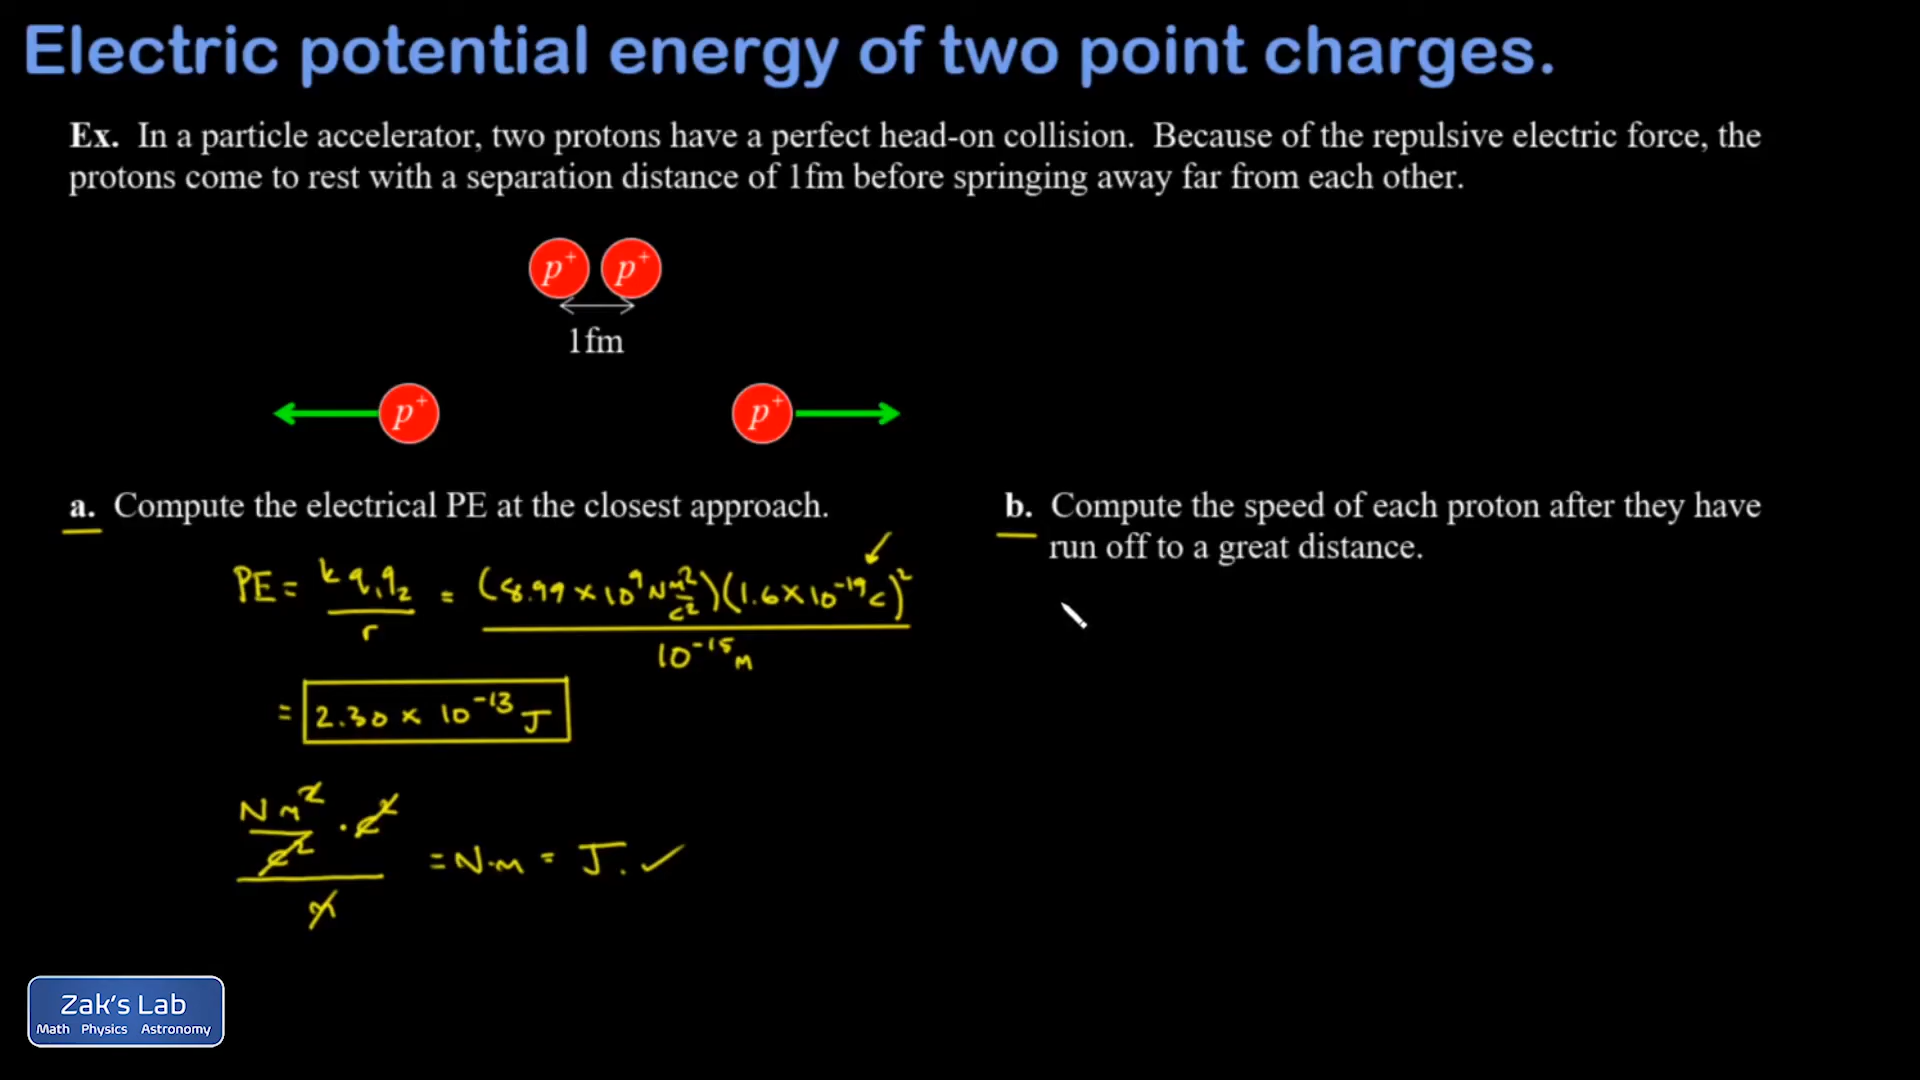 Electric potential energy of two point charges.
Ex. In a particle accelerator, two protons have a perfect head-on collision. Because of the repulsive electric force, the
protons come to rest with a separation distance of 1fm before springing away far from each other.
p⁺ p⁺
1fm
p⁺ p⁺
a. Compute the electrical PE at the closest approach.
PE = kq₁q₂/r = (8.99 × 10⁹ Nm²/C²)(1.6 × 10⁻¹⁹C)²/10⁻¹⁵m
= 2.30 × 10⁻¹³ J
Nm²/C² · C²/m = N·m = J. ✓
b. Compute the speed of each proton after they have
run off to a great distance.
Zak's Lab
Math Physics Astronomy